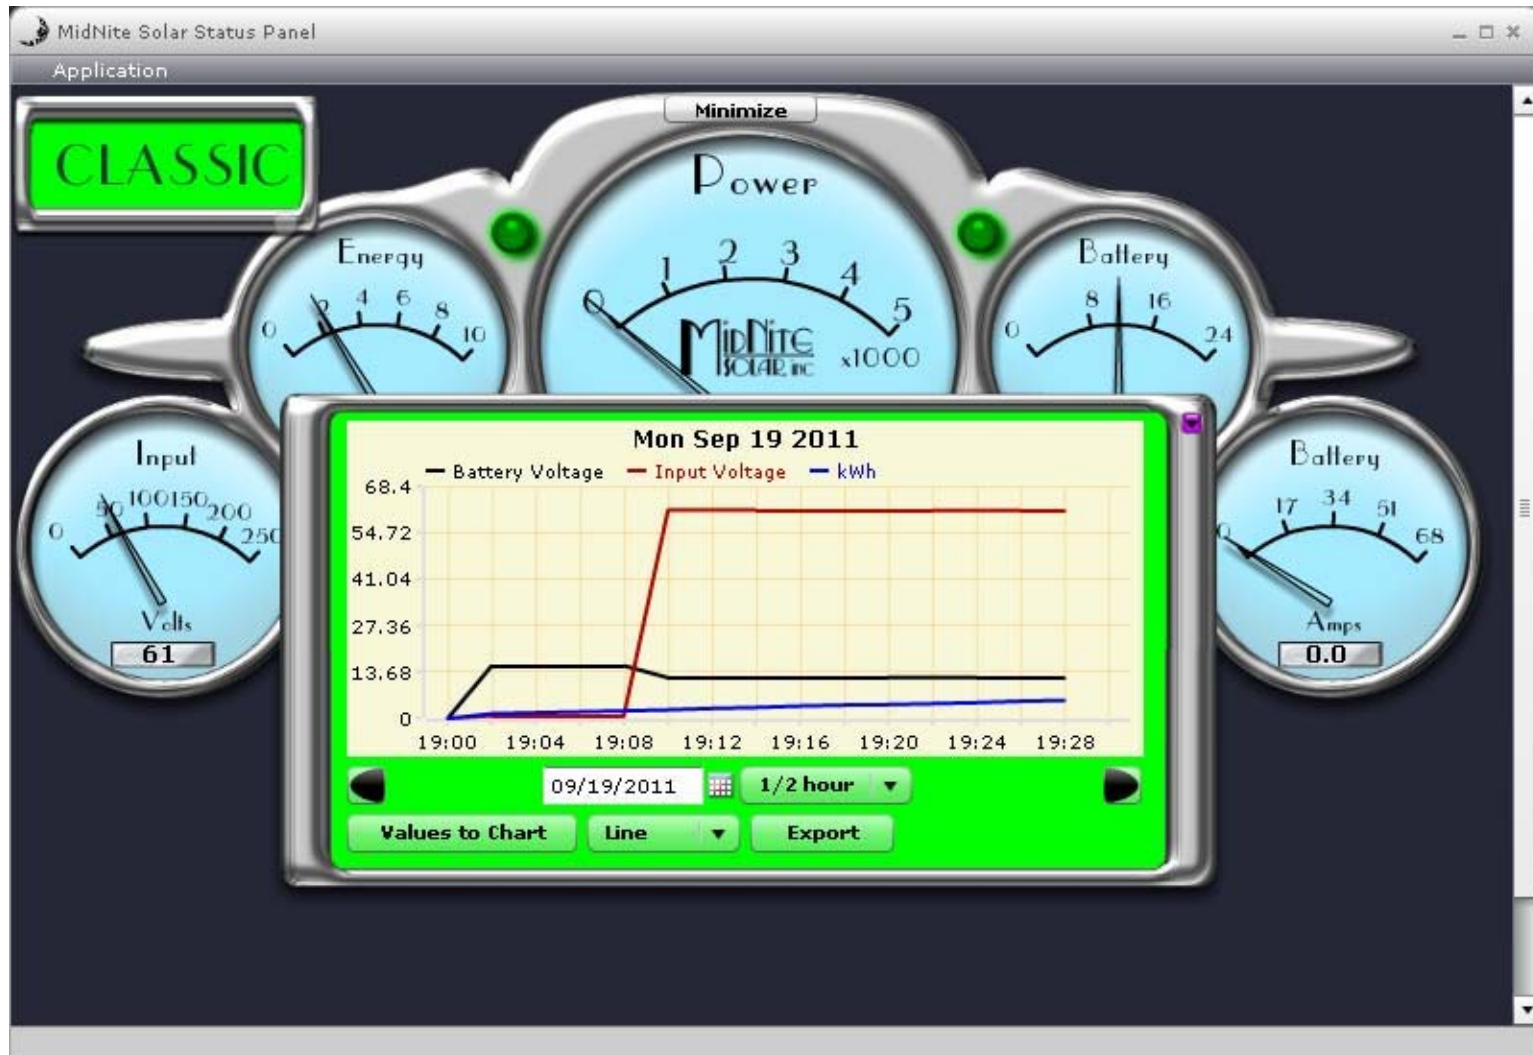 MidNite Solar Status Panel
Application
Minimize
CLASSIC
Power
0 1 2 3 4 5
x1000
MidNite
SOLAR, INC
Energy
0 2 4 6 8 10
Battery
0 8 16 24
Input
0 50 100 150 200 250
Volts
61
Battery
0 17 34 51 68
Amps
0.0
Mon Sep 19 2011
Battery Voltage Input Voltage kWh
68.4
54.72
41.04
27.36
13.68
0
19:00 19:04 19:08 19:12 19:16 19:20 19:24 19:28
09/19/2011 1/2 hour
Values to Chart Line Export